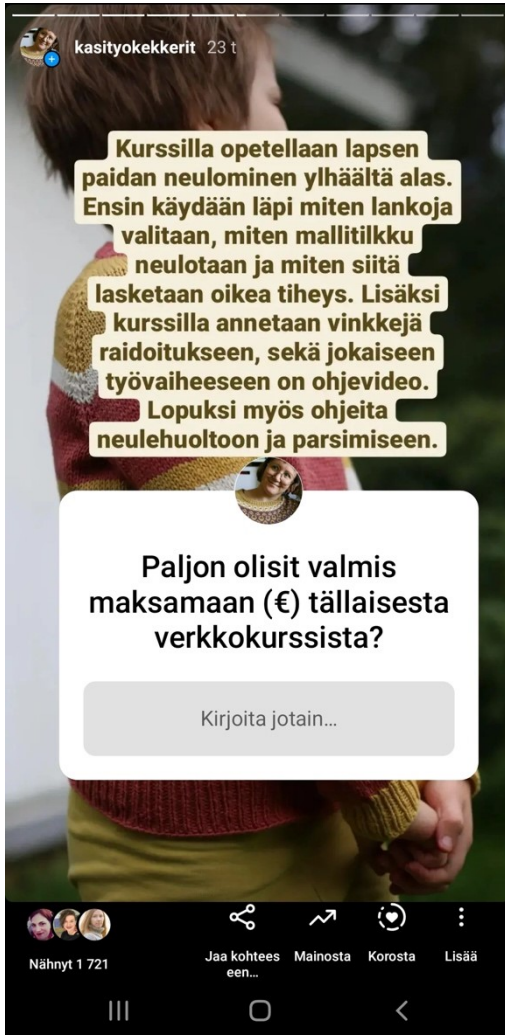 kasityokekkerit 23 t
Kurssilla opetellaan lapsen
paidan neulominen ylhäältä alas.
Ensin käydään läpi miten lankoja
valitaan, miten mallitilkku
neulotaan ja miten siitä
lasketaan oikea tiheys. Lisäksi
kurssilla annetaan vinkkejä
raidoitukseen, sekä jokaiseen
työvaiheeseen on ohjevideo.
Lopuksi myös ohjeita
neulehuoltoon ja parsimiseen.
Paljon olisit valmis
maksamaan (€) tällaisesta
verkkokurssista?
Kirjoita jotain…
Nähnyt 1 721
Jaa kohtees
een…
Mainosta
Korosta
Lisää